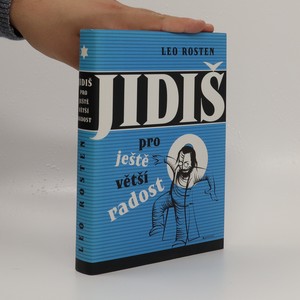 LEO ROSTEN
JIDIŠ
pro
ještě
větší
radost
JIDIŠ
PRO
JEŠTĚ
VĚTŠÍ
RADOST
LEO ROSTEN